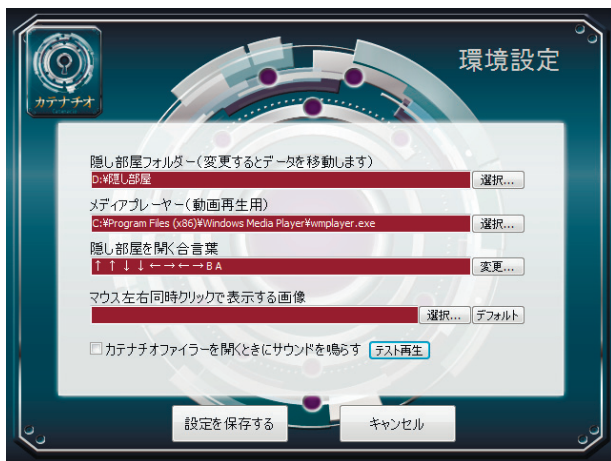 環境設定
カテナチオ
隠し部屋フォルダー(変更するとデータを移動します)
D:¥隠し部屋
選択...
メディアプレーヤー(動画再生用)
C:¥Program Files (x86)¥Windows Media Player¥wmplayer.exe
選択...
隠し部屋を開く合言葉
↑↑↓↓←→←→BA
変更...
マウス左右同時クリックで表示する画像
選択... デフォルト
カテナチオファイラーを開くときにサウンドを鳴らす テスト再生
設定を保存する キャンセル